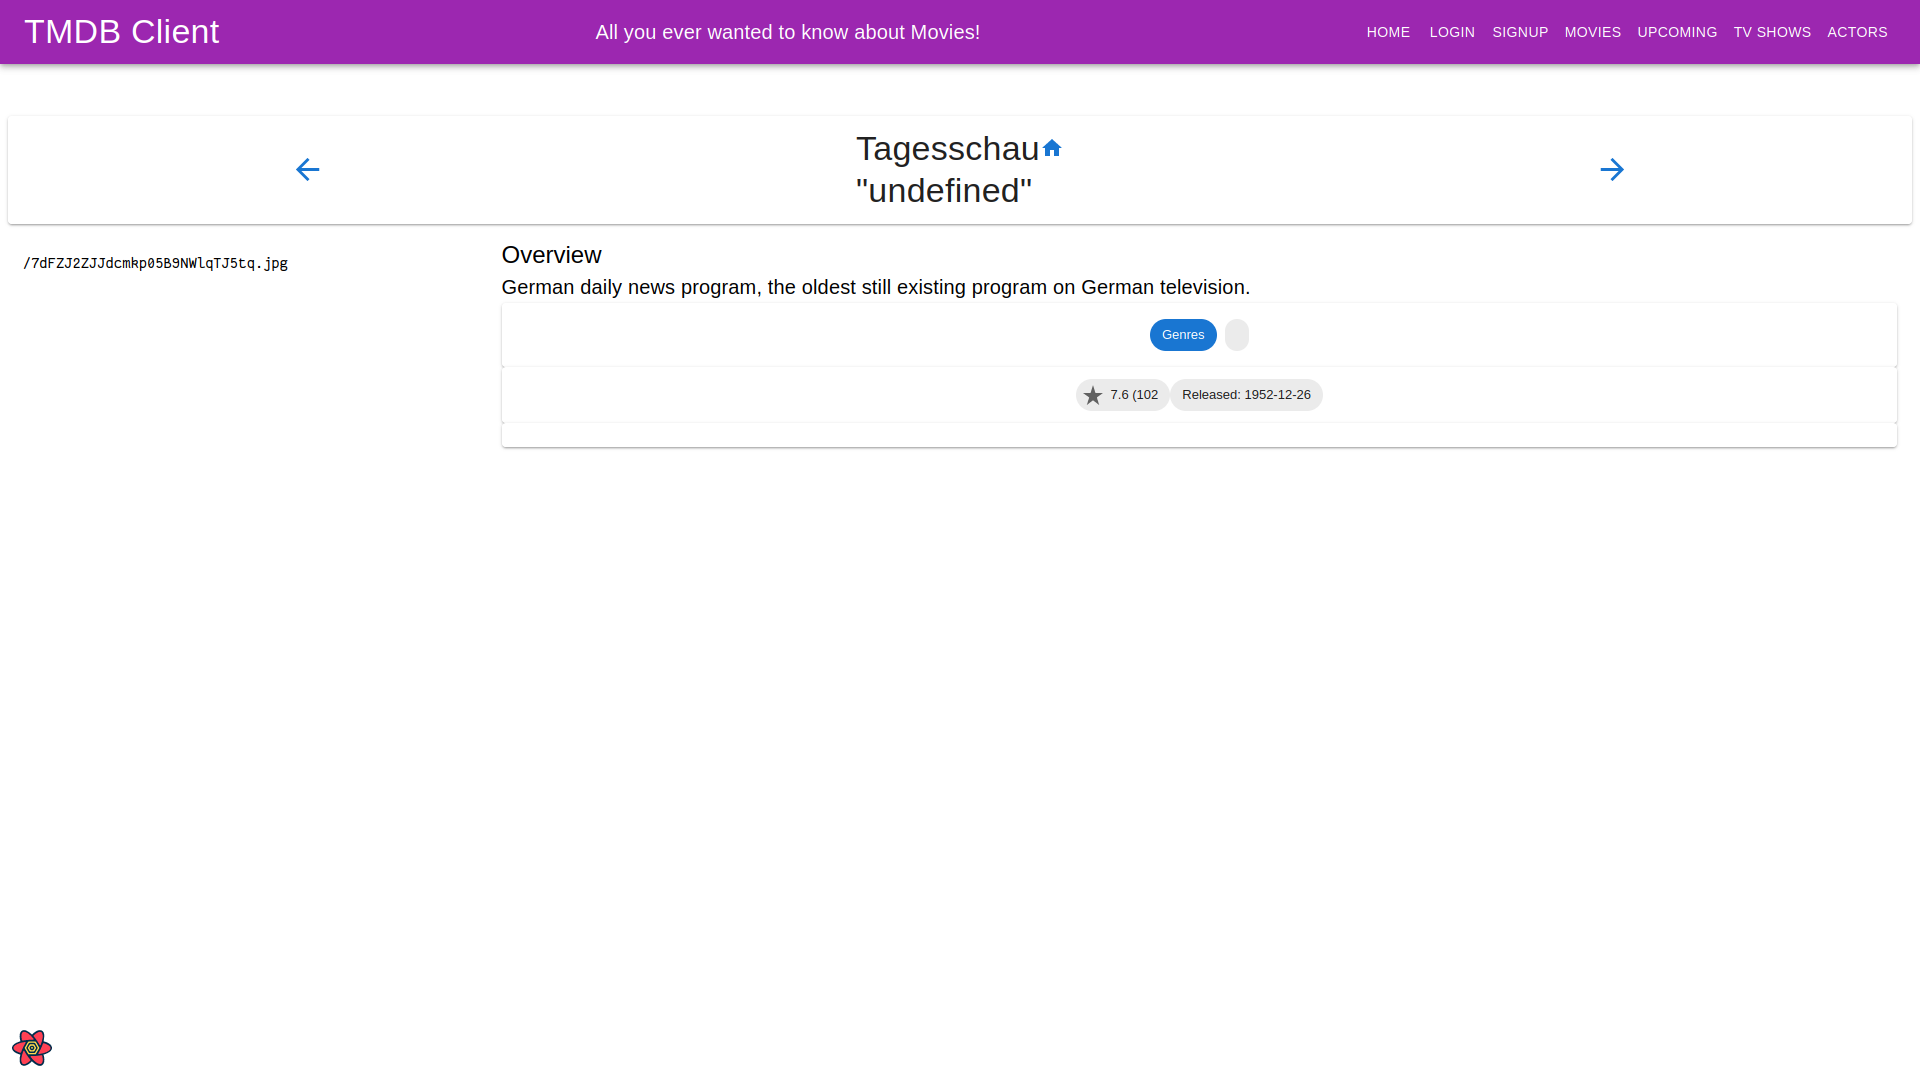 TMDB Client
All you ever wanted to know about Movies!
HOME LOGIN SIGNUP MOVIES UPCOMING TV SHOWS ACTORS
Tagesschau
"undefined"
/7dFZJ2ZJJdcmkp05B9NWlqTJ5tq.jpg
Overview
German daily news program, the oldest still existing program on German television.
Genres
7.6 (102
Released: 1952-12-26